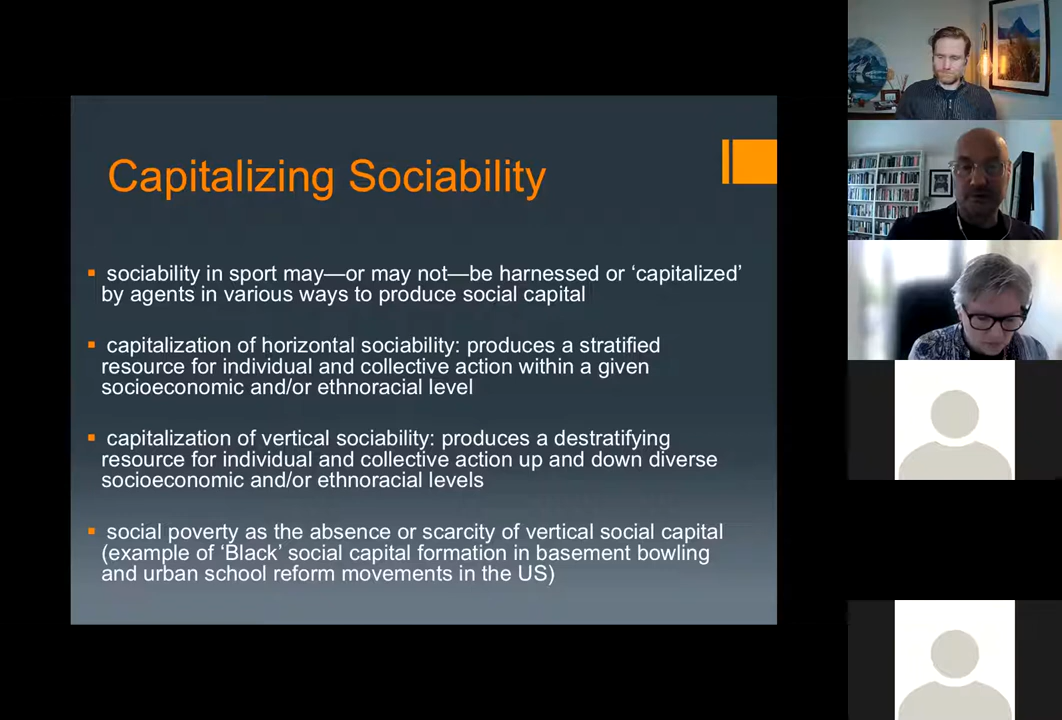 Capitalizing Sociability
sociability in sport may—or may not—be harnessed or ‘capitalized’
by agents in various ways to produce social capital
capitalization of horizontal sociability: produces a stratified
resource for individual and collective action within a given
socioeconomic and/or ethnoracial level
capitalization of vertical sociability: produces a destratifying
resource for individual and collective action up and down diverse
socioeconomic and/or ethnoracial levels
social poverty as the absence or scarcity of vertical social capital
(example of ‘Black’ social capital formation in basement bowling
and urban school reform movements in the US)